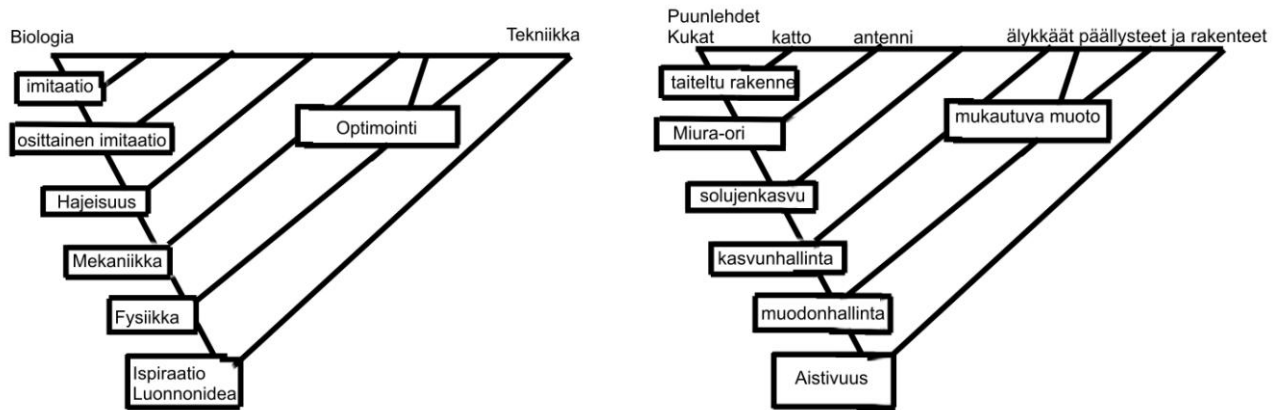 Biologia
Tekniikka
imitaatio
osittainen imitaatio
Optimointi
Hajeisuus
Mekaniikka
Fysiikka
Ispiraatio
Luonnonidea
Puunlehdet
Kukat
katto
antenni
älykkäät päällysteet ja rakenteet
taiteltu rakenne
Miura-ori
mukautuva muoto
solujenkasvu
kasvunhallinta
muodonhallinta
Aistivuus